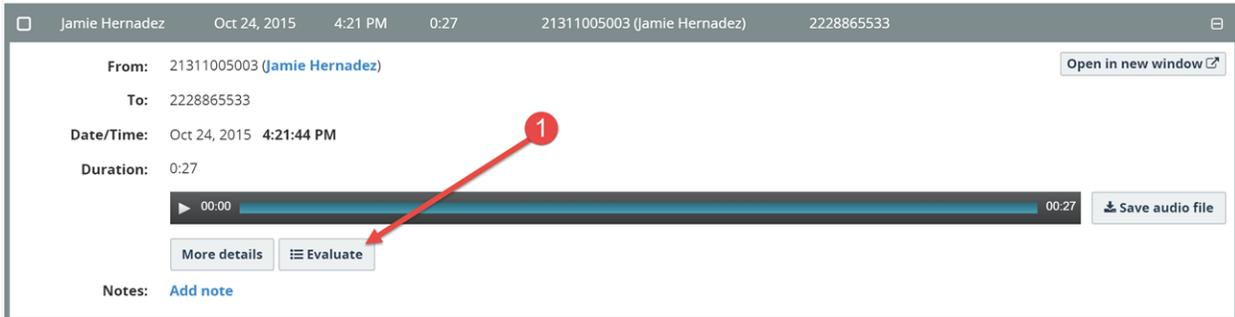 Jamie Hernadez Oct 24, 2015 4:21 PM 0:27 21311005003 (Jamie Hernadez) 2228865533
From: 21311005003 (Jamie Hernadez) Open in new window
To: 2228865533
Date/Time: Oct 24, 2015 4:21:44 PM
1
Duration: 0:27
00:00 00:27 Save audio file
More details Evaluate
Notes: Add note